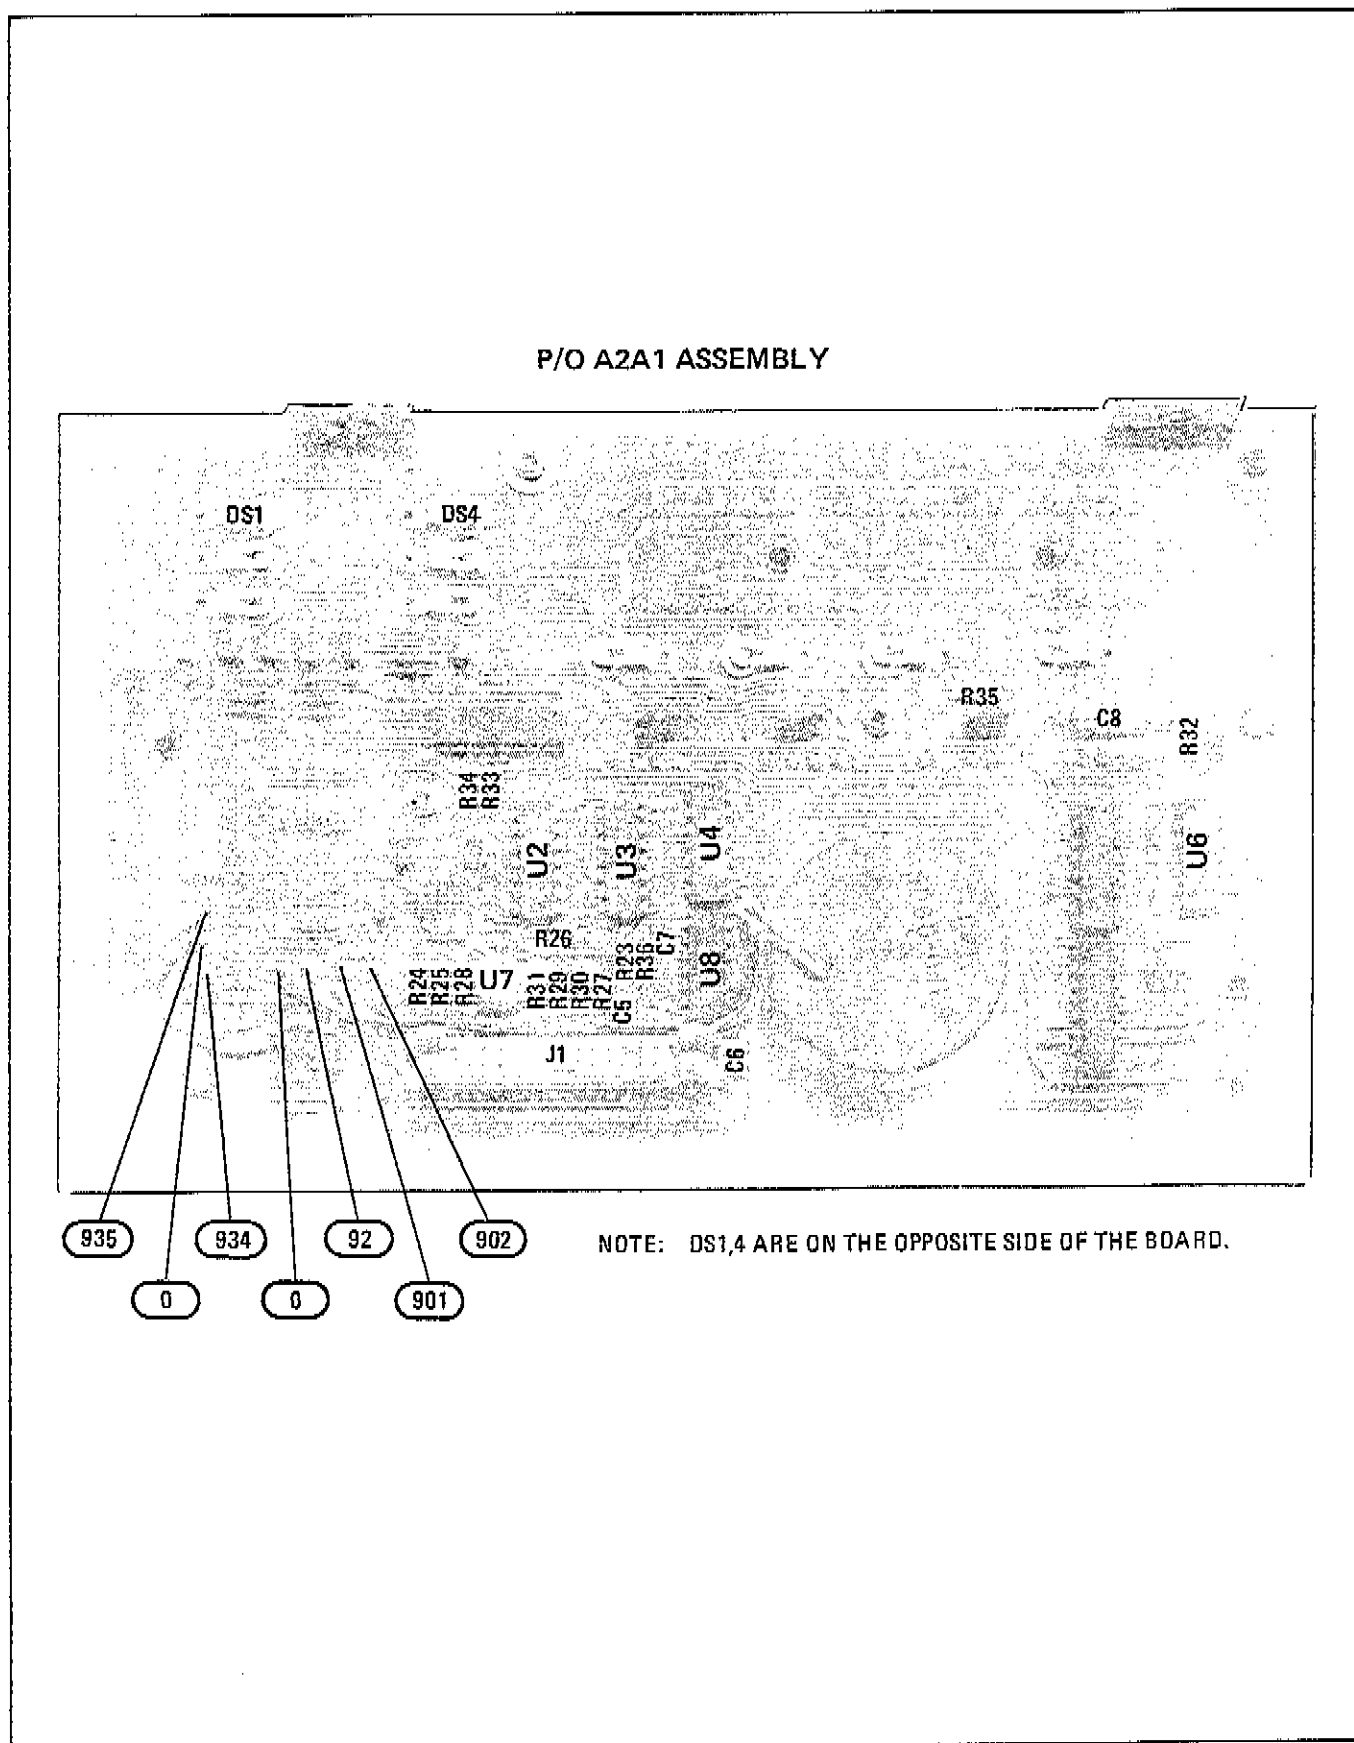 P/O A2A1 ASSEMBLY
DS1
DS4
R35
C8
R32
R34
R33
U2
U3
U4
U6
R26
R23
R36
C7
U8
R24
R25
R28
U7
R31
R29
R30
R27
C5
J1
C6
935
934
92
902
NOTE: DS1,4 ARE ON THE OPPOSITE SIDE OF THE BOARD.
0
0
901